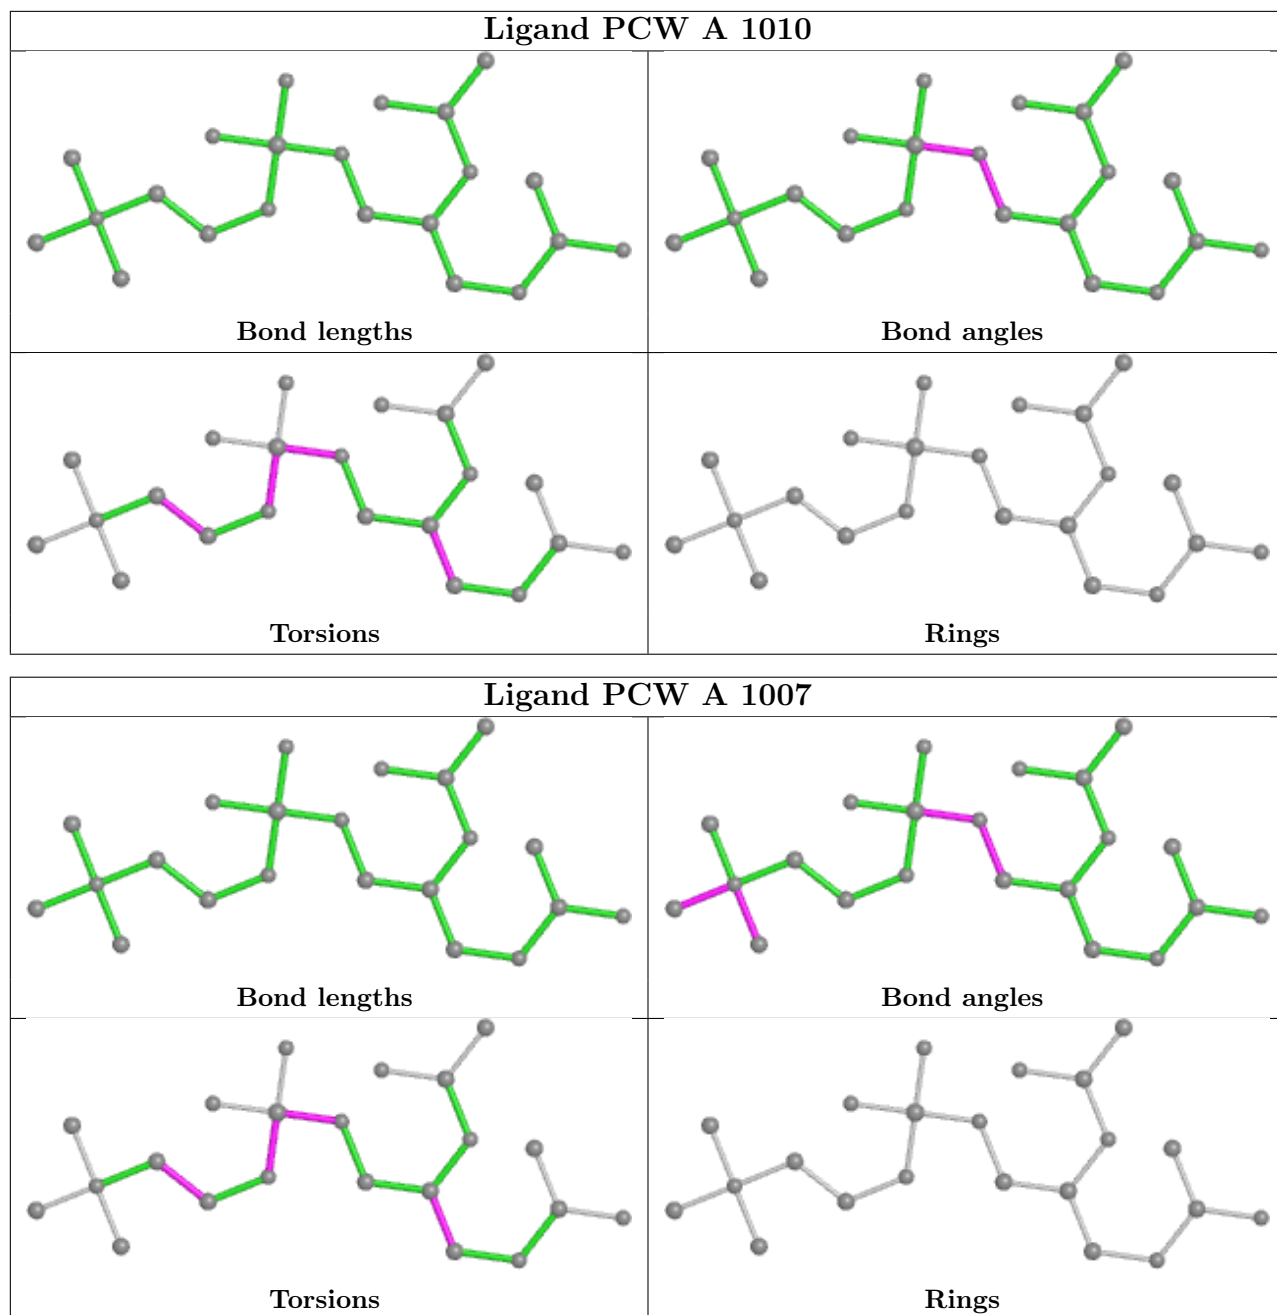 Ligand PCW A 1010
Bond lengths
Bond angles
Torsions
Rings
Ligand PCW A 1007
Bond lengths
Bond angles
Torsions
Rings